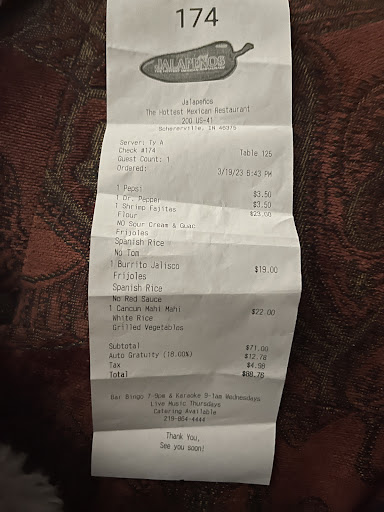 174
JALAPEÑOS
Jalapeños
The Hottest Mexican Restaurant
200 US-41
Schererville, IN 46375
Server: Ty A
Check #174 Table 125
Guest Count: 1
Ordered: 3/19/23 6:43 PM
1 Pepsi $3.50
1 Dr. Pepper $3.50
1 Shrimp Fajitas $23.00
Flour
NO Sour Cream & Guac
Frijoles
Spanish Rice
No Tom
1 Burrito Jalisco $19.00
Frijoles
Spanish Rice
No Red Sauce
1 Cancun Mahi Mahi $22.00
White Rice
Grilled Vegetables
Subtotal $71.00
Auto Gratuity (18.00%) $12.78
Tax $4.98
Total $88.76
Bar Bingo 7-9pm & Karaoke 9-1am Wednesdays
Live Music Thursdays
Catering Available
219-864-4444
Thank You,
See you soon!